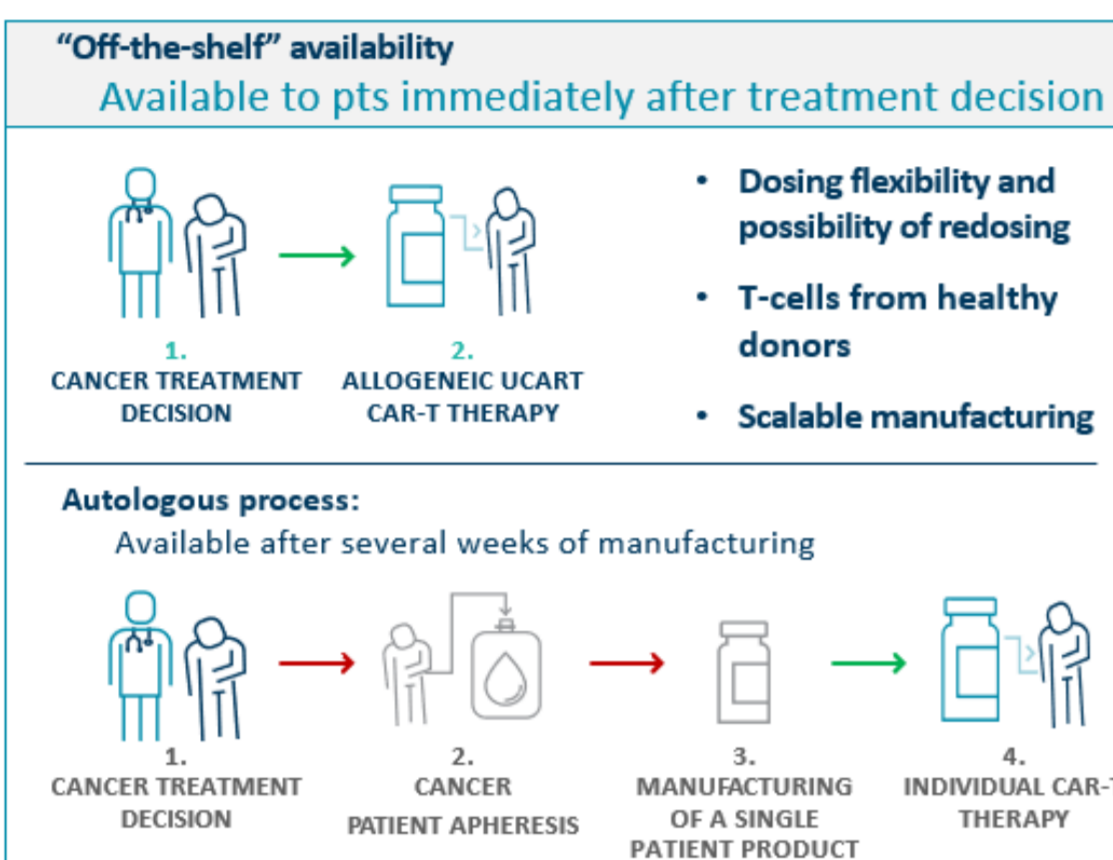 “Off-the-shelf” availability
Available to pts immediately after treatment decision
• Dosing flexibility and
possibility of redosing
• T-cells from healthy
donors
• Scalable manufacturing
1.
CANCER TREATMENT
DECISION
2.
ALLOGENEIC UCART
CAR-T THERAPY
Autologous process:
Available after several weeks of manufacturing
1.
CANCER TREATMENT
DECISION
2.
CANCER
PATIENT APHERESIS
3.
MANUFACTURING
OF A SINGLE
PATIENT PRODUCT
4.
INDIVIDUAL CAR-T
THERAPY